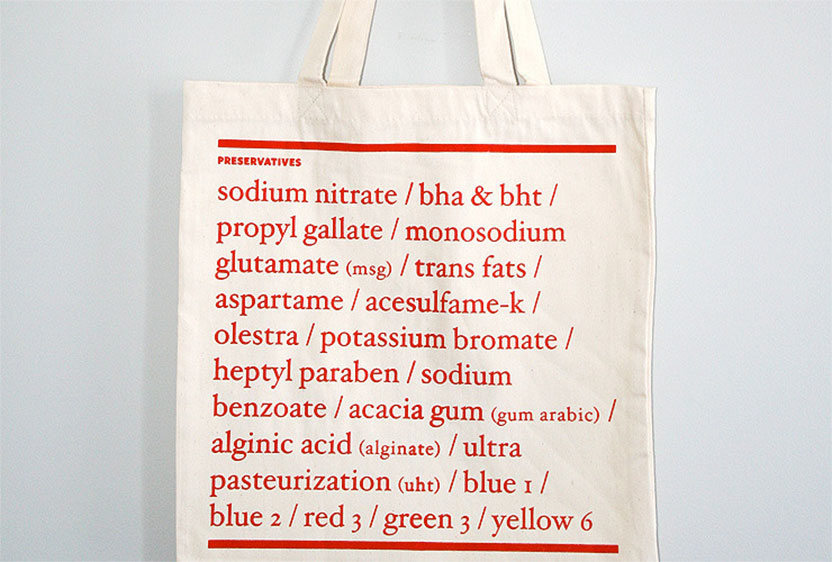 PRESERVATIVES
sodium nitrate / bha & bht /
propyl gallate / monosodium
glutamate (msg) / trans fats /
aspartame / acesulfame-k /
olestra / potassium bromate /
heptyl paraben / sodium
benzoate / acacia gum (gum arabic) /
alginic acid (alginate) / ultra
pasteurization (uht) / blue 1 /
blue 2 / red 3 / green 3 / yellow 6